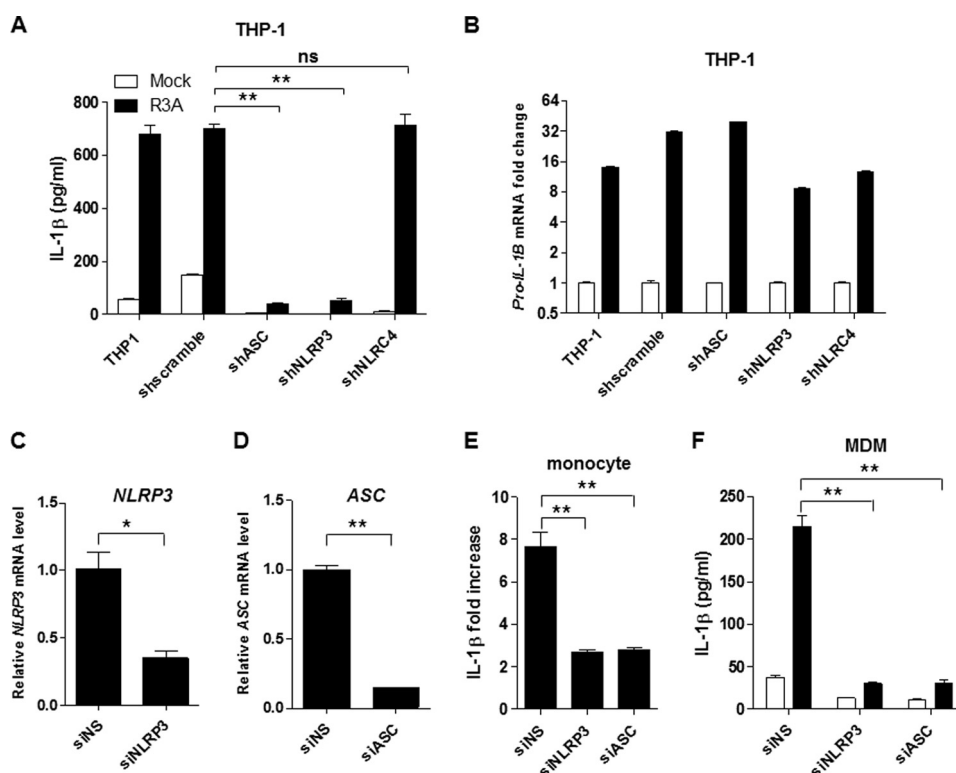 A
THP-1
ns
Mock
R3A
**
**
800
600
400
200
0
IL-1β (pg/ml)
THP1
shscramble
shASC
shNLRP3
shNLRC4
B
THP-1
64
32
16
8
4
2
1
0.5
Pro-IL-1B mRNA fold change
THP-1
shscramble
shASC
shNLRP3
shNLRC4
C
NLRP3
*
1.5
1.0
0.5
0.0
Relative NLRP3 mRNA level
siNS
siNLRP3
D
ASC
**
1.5
1.0
0.5
0.0
Relative ASC mRNA level
siNS
siASC
E
monocyte
**
**
10
8
6
4
2
0
IL-1β fold increase
siNS
siNLRP3
siASC
F
MDM
**
**
250
200
150
100
50
0
IL-1β (pg/ml)
siNS
siNLRP3
siASC